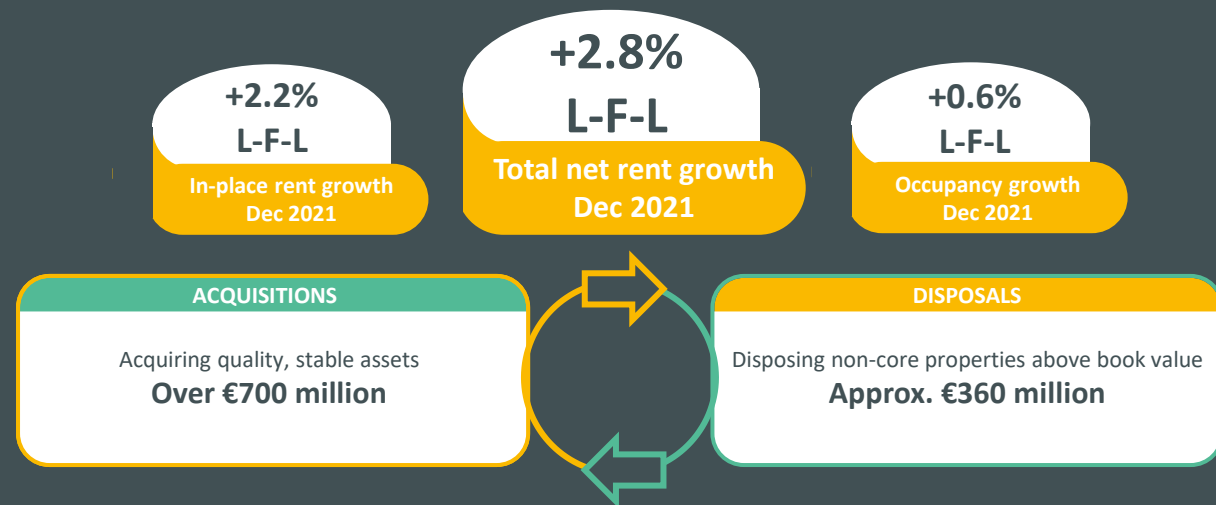 +2.2%
L-F-L
In-place rent growth
Dec 2021
+2.8%
L-F-L
Total net rent growth
Dec 2021
+0.6%
L-F-L
Occupancy growth
Dec 2021
ACQUISITIONS
Acquiring quality, stable assets
Over €700 million
DISPOSALS
Disposing non-core properties above book value
Approx. €360 million